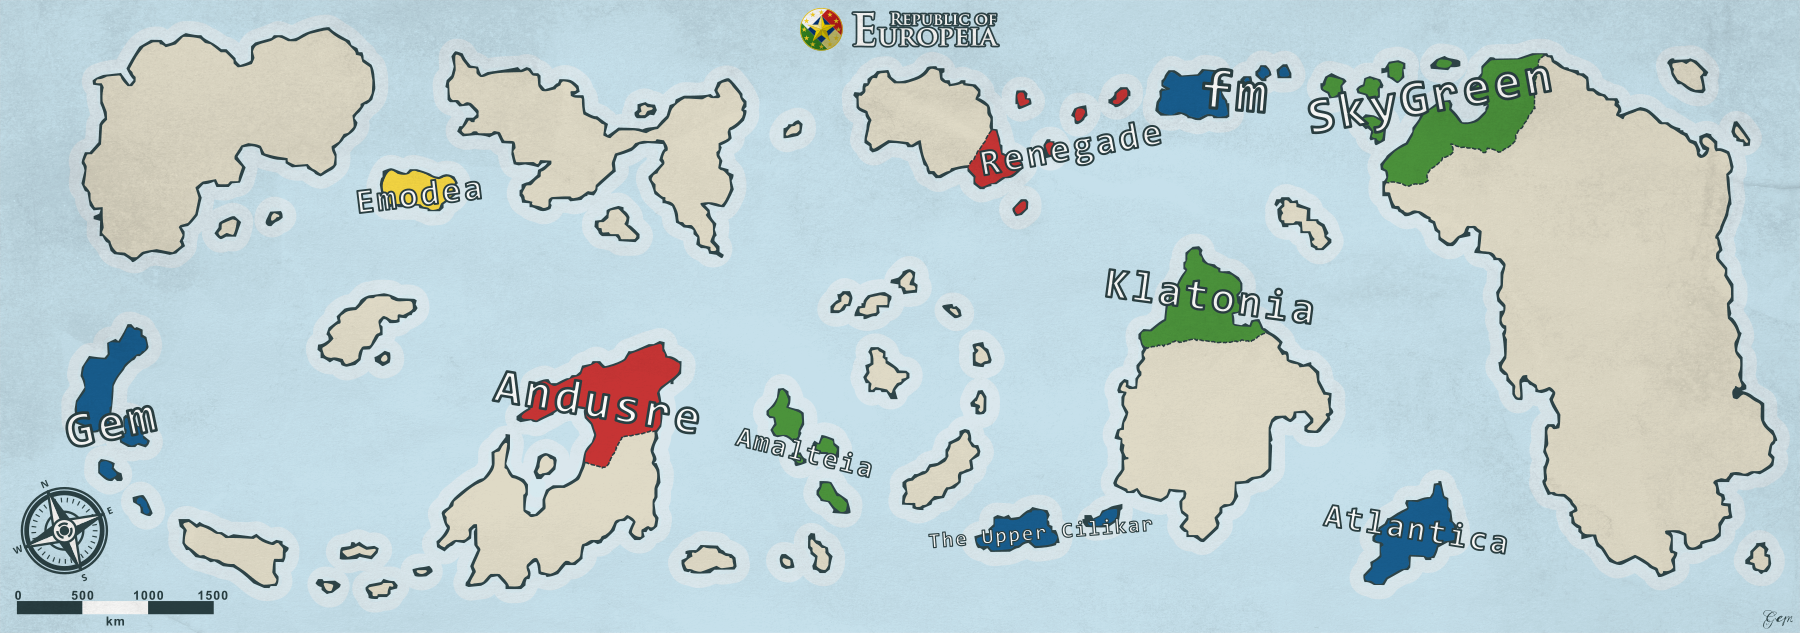 REPUBLIC OF
EUROPEIA
fm
SkyGreen
Renegade
Emodea
Klatonia
Gem
Andusre
Amalteia
The Upper Cilikar
Atlantica
N
E
W
S
0 500 1000 1500
km
Gem